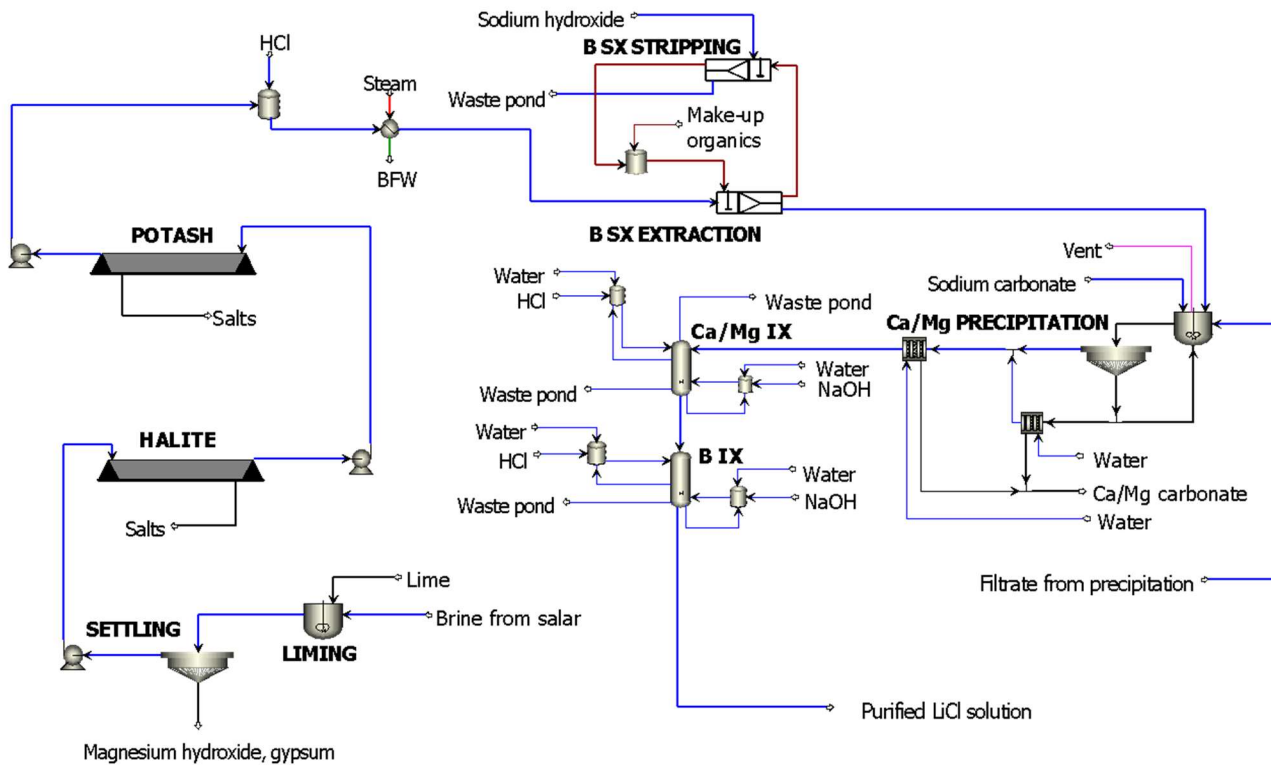 Sodium hydroxide
HCl
B SX STRIPPING
Steam
Waste pond
Make-up
organics
BFW
POTASH
B SX EXTRACTION
Vent
Water
Sodium carbonate
HCl
Waste pond
Salts
Ca/Mg IX
Ca/Mg PRECIPITATION
Water
NaOH
Waste pond
Water
HALITE
B IX
HCl
Water
Water
NaOH
Ca/Mg carbonate
Waste pond
Salts
Water
Lime
Filtrate from precipitation
Brine from salar
SETTLING
LIMING
Purified LiCl solution
Magnesium hydroxide, gypsum